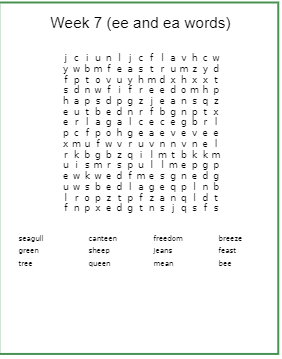 Week 7 (ee and ea words)
j c i u n l j c f l a v h c w
y w b m f e a s t r u m z y d
f p t o v u y h m d x h x x t
s d n w f i f r e e d o m h p
h a p s d p g z j e a n s q z
e u t b e d n r f b g n p t x
e r l a g a l c e c e g b r l
p c f p o h g e a e v e v e e
x m u f w v r u v n n v n e l
r k b g b z q i l m t b k k m
u i s m r s p u l l m e p g p
e w k w e d f m e s g n e d g
u w s b e d l a g e q p l n b
l r o p z t p f z a n q l d t
f n p x e d g t n s j q s f s
seagull canteen freedom breeze
green sheep jeans feast
tree queen mean bee